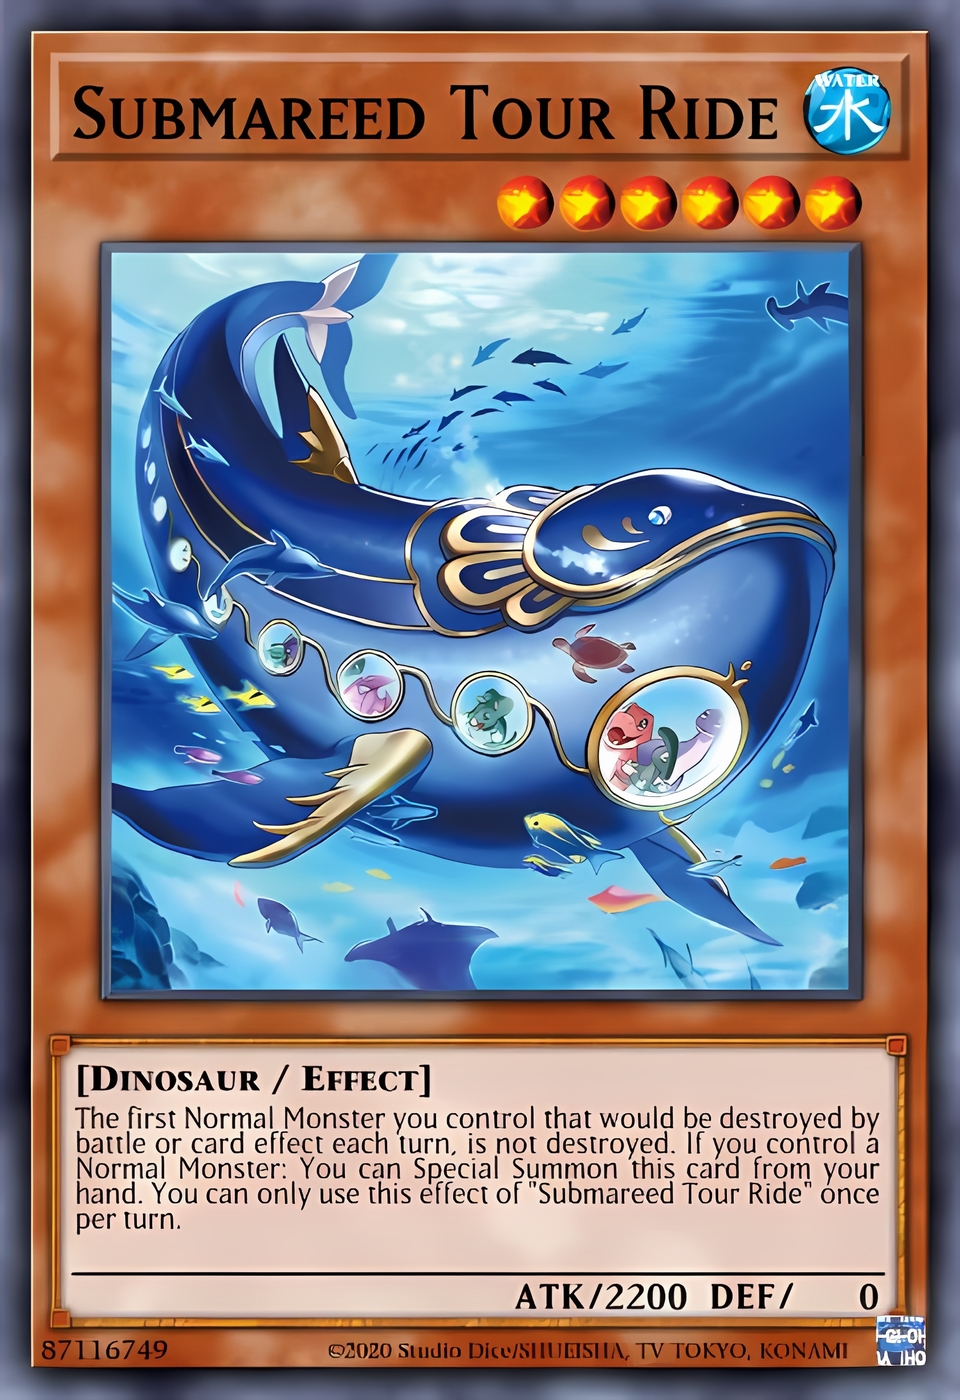 Submareed Tour Ride
WATER
水
[Dinosaur / Effect]
The first Normal Monster you control that would be destroyed by
battle or card effect each turn, is not destroyed. If you control a
Normal Monster: You can Special Summon this card from your
hand. You can only use this effect of "Submareed Tour Ride" once
per turn.
ATK/2200 DEF/ 0
87116749 ©2020 Studio Dice/SHUEISHA, TV TOKYO, KONAMI